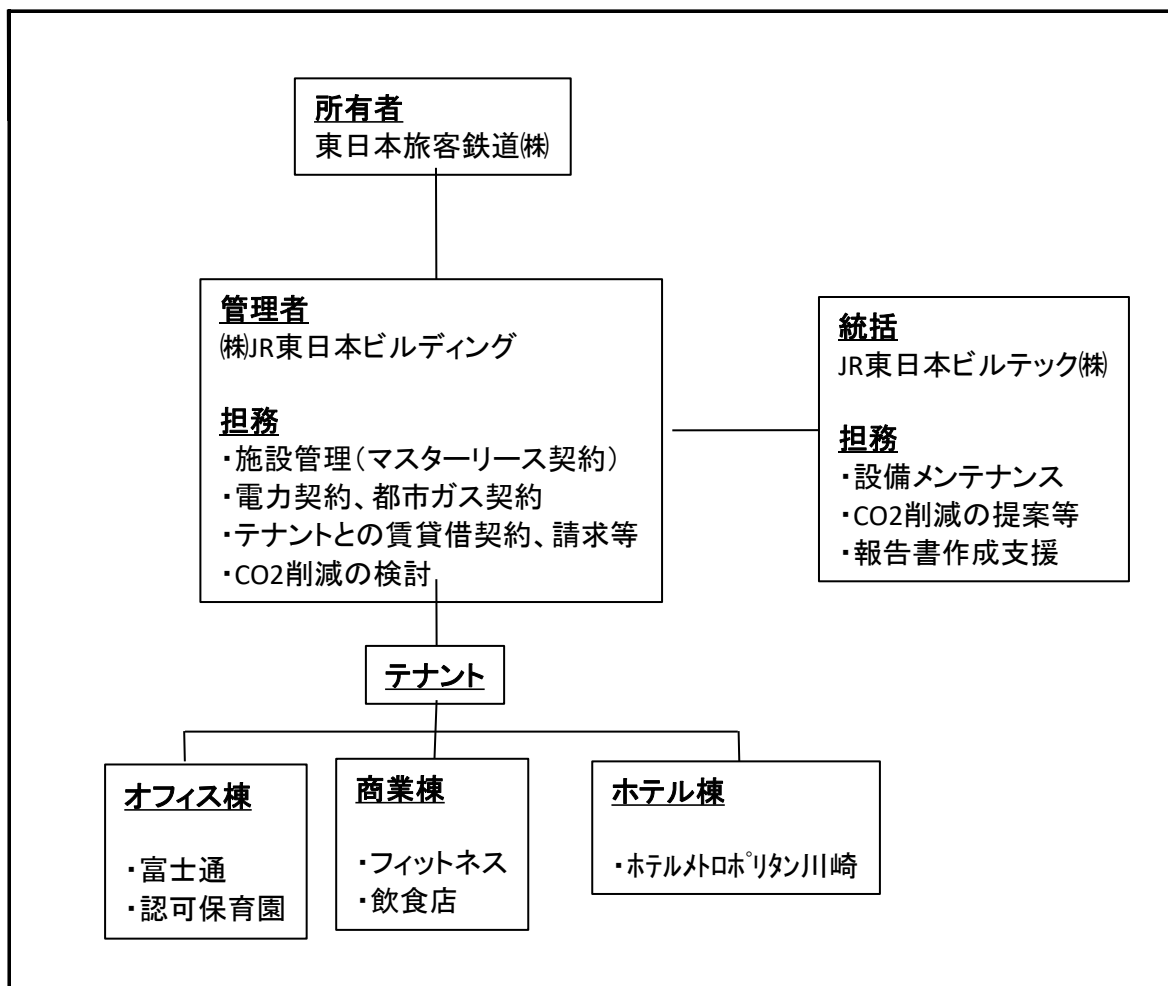 所有者
東日本旅客鉄道㈱
管理者
㈱JR東日本ビルディング
担務
・施設管理（マスターリース契約）
・電力契約、都市ガス契約
・テナントとの賃貸借契約、請求等
・CO2削減の検討
統括
JR東日本ビルテック㈱
担務
・設備メンテナンス
・CO2削減の提案等
・報告書作成支援
テナント
オフィス棟
・富士通
・認可保育園
商業棟
・フィットネス
・飲食店
ホテル棟
・ﾎﾃﾙﾒﾄﾛﾎﾟﾘﾀﾝ川崎